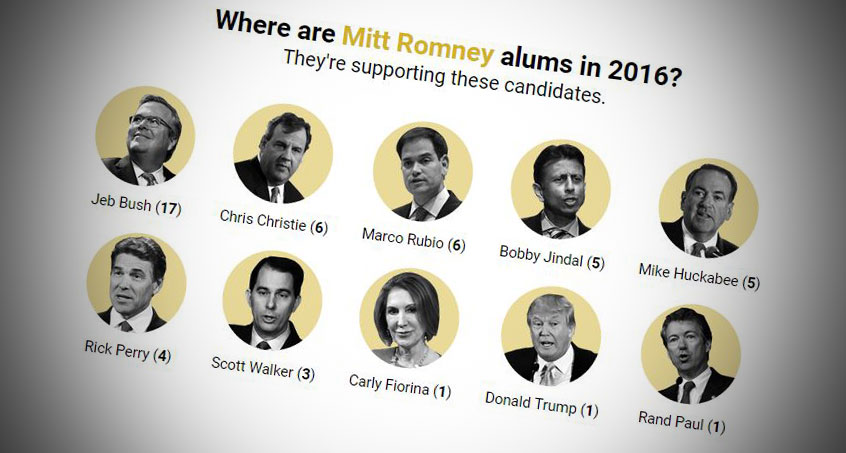 Where are Mitt Romney alums in 2016?
They're supporting these candidates.
Jeb Bush (17)
Chris Christie (6)
Marco Rubio (6)
Bobby Jindal (5)
Mike Huckabee (5)
Rick Perry (4)
Scott Walker (3)
Carly Fiorina (1)
Donald Trump (1)
Rand Paul (1)